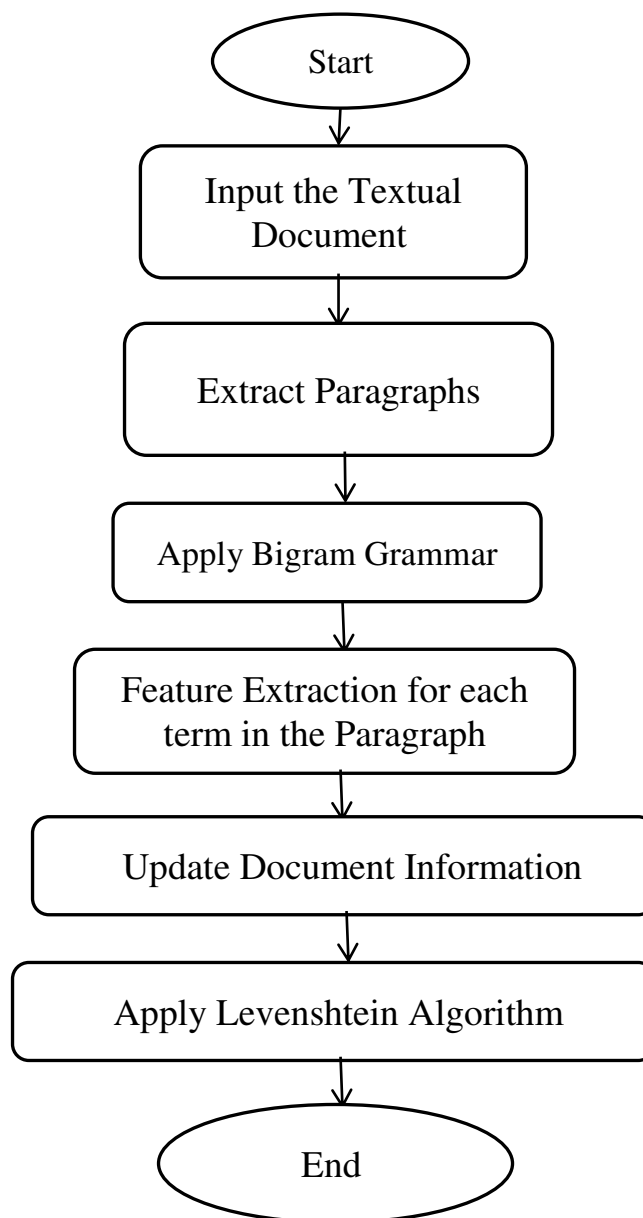 Start
Input the Textual
Document
Extract Paragraphs
Apply Bigram Grammar
Feature Extraction for each
term in the Paragraph
Update Document Information
Apply Levenshtein Algorithm
End